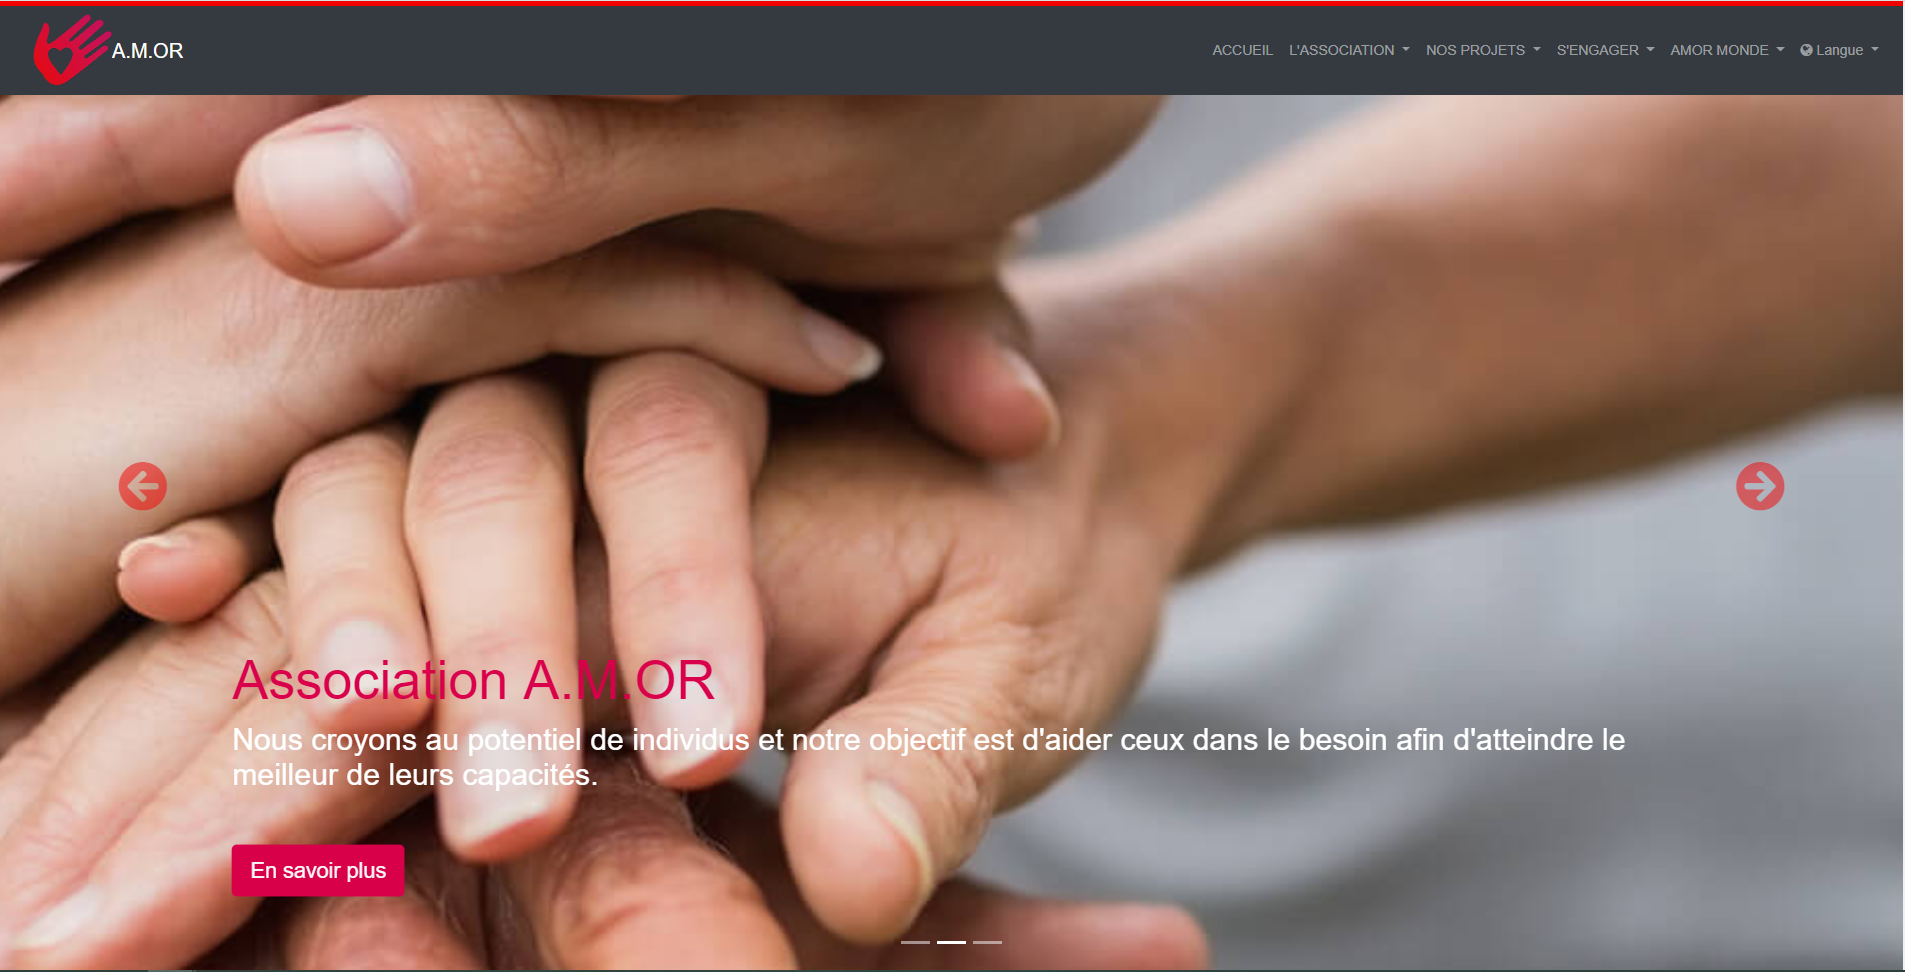 A.M.OR
ACCUEIL L'ASSOCIATION NOS PROJETS S'ENGAGER AMOR MONDE Langue
Association A.M.OR
Nous croyons au potentiel de individus et notre objectif est d'aider ceux dans le besoin afin d'atteindre le
meilleur de leurs capacités.
En savoir plus